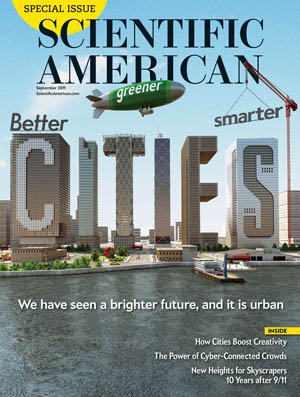 SPECIAL ISSUE
SCIENTIFIC
AMERICAN
September 2011
ScientificAmerican.com
greener
Better
smarter
CITIES
We have seen a brighter future, and it is urban
INSIDE
How Cities Boost Creativity
The Power of Cyber-Connected Crowds
New Heights for Skyscrapers
10 Years after 9/11